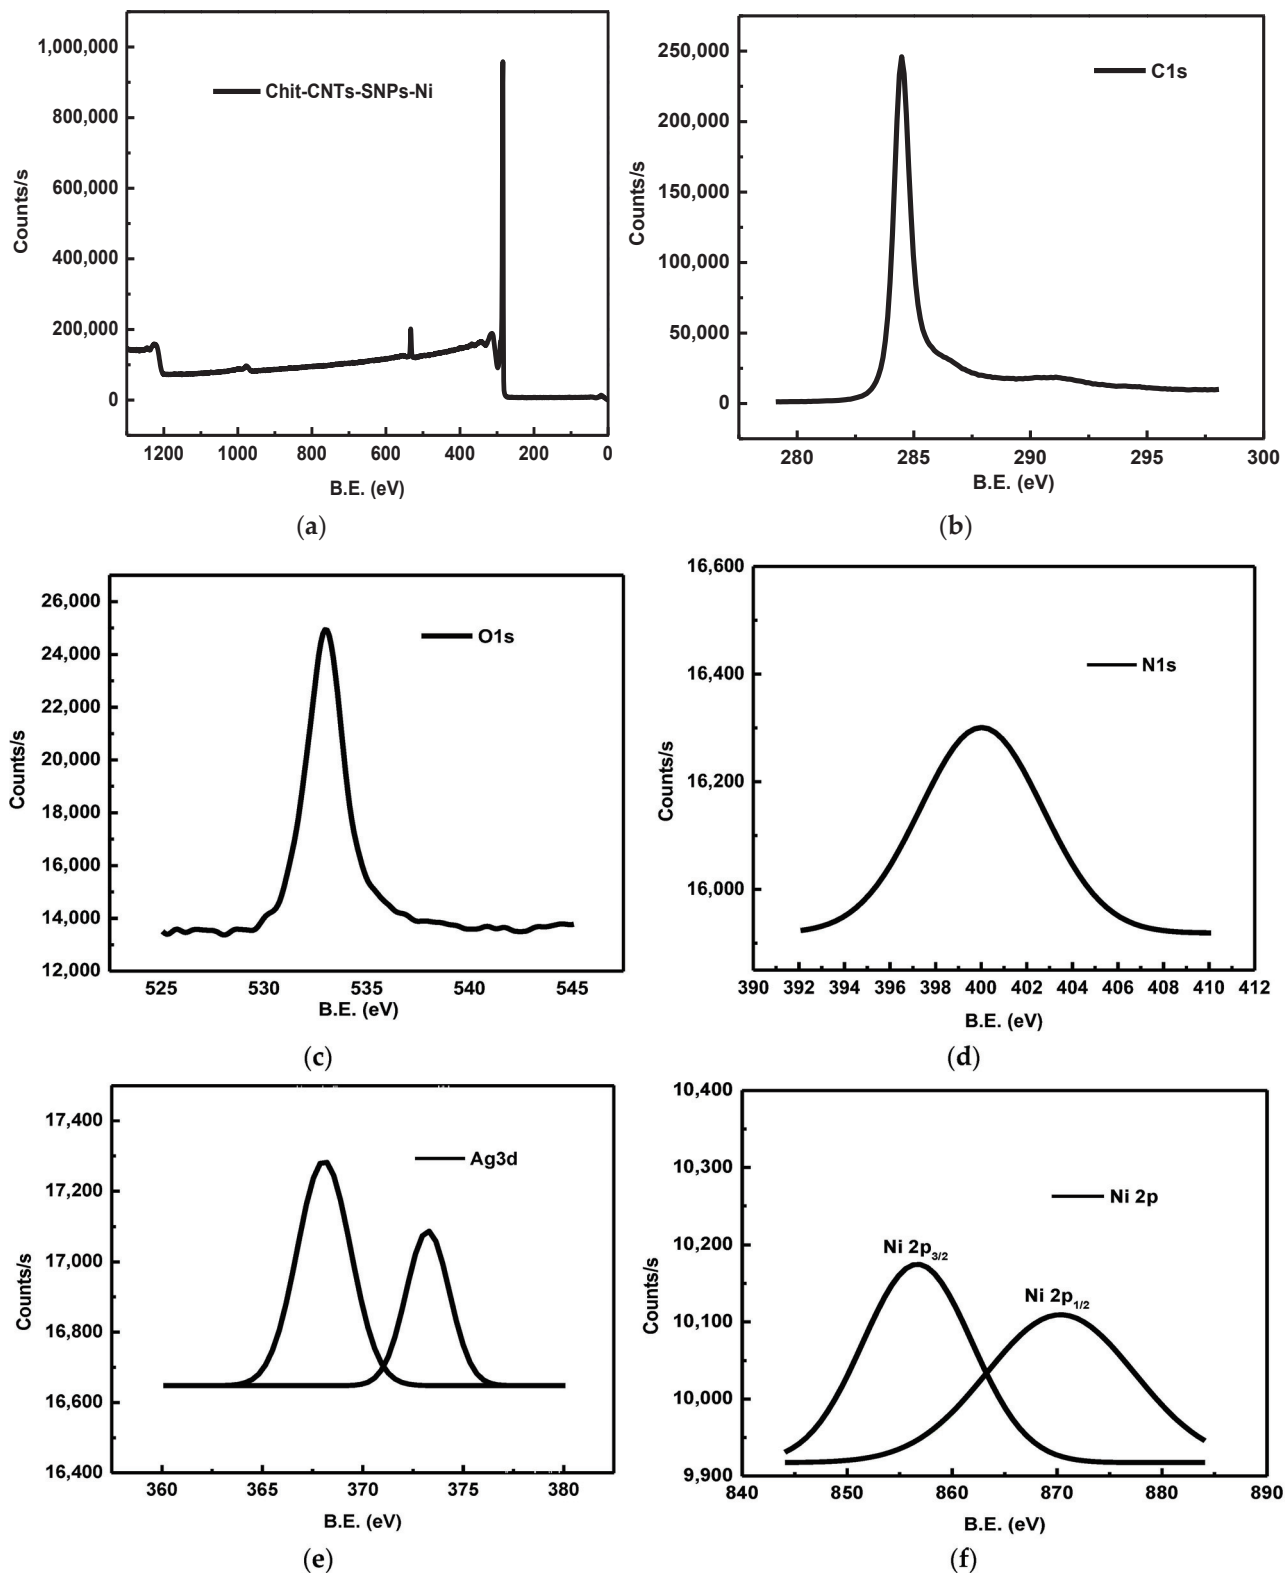 1,000,000
800,000
600,000
400,000
200,000
0
Counts/s
Chit-CNTs-SNPs-Ni
1200 1000 800 600 400 200 0
B.E. (eV)
(a)
250,000
200,000
150,000
100,000
50,000
0
Counts/s
C1s
280 285 290 295 300
B.E. (eV)
(b)
26,000
24,000
22,000
20,000
18,000
16,000
14,000
12,000
Counts/s
O1s
525 530 535 540 545
B.E. (eV)
(c)
16,600
16,400
16,200
16,000
Counts/s
N1s
390 392 394 396 398 400 402 404 406 408 410 412
B.E. (eV)
(d)
17,400
17,200
17,000
16,800
16,600
16,400
Counts/s
Ag3d
360 365 370 375 380
B.E. (eV)
(e)
10,400
10,300
10,200
10,100
10,000
9,900
Counts/s
Ni 2p
Ni 2p3/2
Ni 2p1/2
840 850 860 870 880 890
B.E. (eV)
(f)